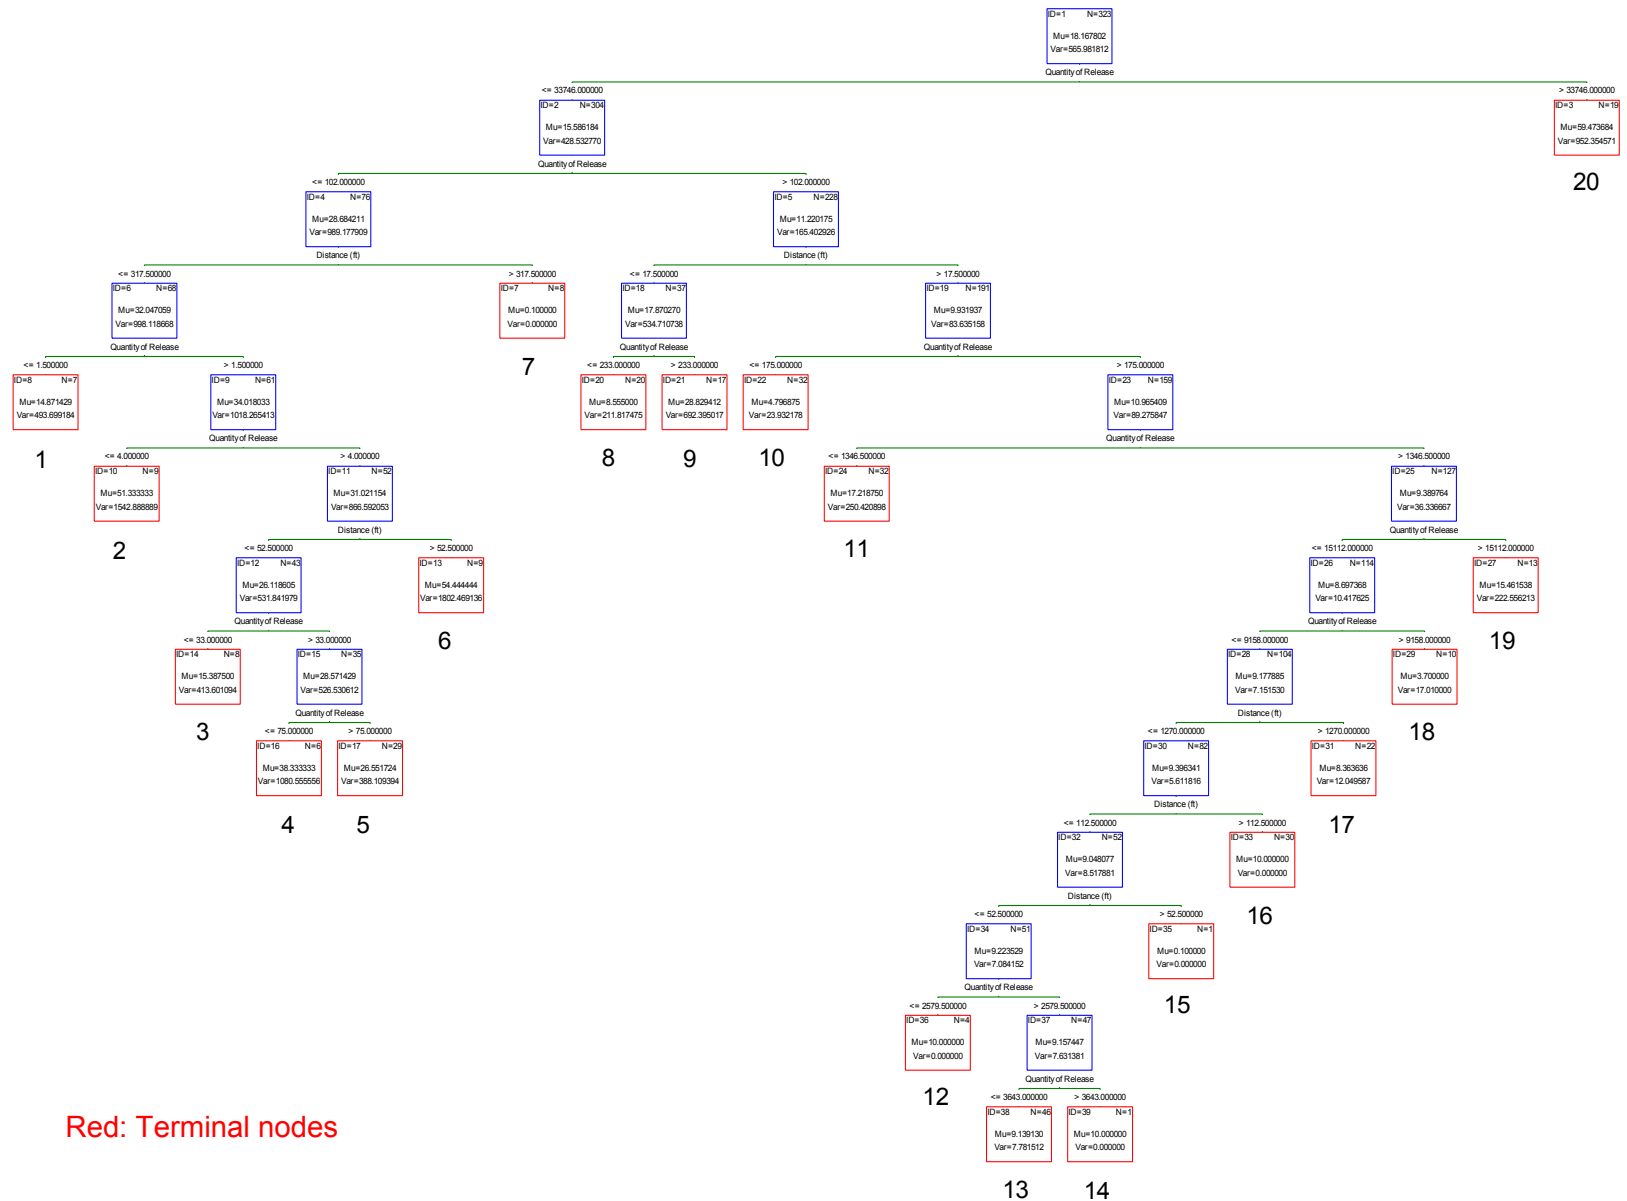 ID=1 N=323
Mu=18.167802
Var=565.981812
Quantity of Release
<= 33746.000000 > 33746.000000
ID=2 N=304 ID=3 N=19
Mu=15.586184 Mu=59.473684
Var=428.532770 Var=952.354571
Quantity of Release
20
<= 102.000000 > 102.000000
ID=4 N=76 ID=5 N=228
Mu=28.684211 Mu=11.220175
Var=989.177909 Var=165.402926
Distance (ft) Distance (ft)
<= 317.500000 > 317.500000 <= 17.500000 > 17.500000
ID=6 N=68 ID=7 N=8 ID=18 N=37 ID=19 N=191
Mu=32.047059 Mu=0.100000 Mu=17.870270 Mu=9.931937
Var=998.118668 Var=0.000000 Var=534.710738 Var=83.635158
Quantity of Release Quantity of Release Quantity of Release
7
<= 1.500000 > 1.500000 <= 233.000000 > 233.000000 <= 175.000000 > 175.000000
ID=8 N=7 ID=9 N=61 ID=20 N=20 ID=21 N=17 ID=22 N=32 ID=23 N=159
Mu=14.871429 Mu=34.018033 Mu=8.555000 Mu=28.829412 Mu=4.796875 Mu=10.965409
Var=493.699184 Var=1018.265413 Var=211.817475 Var=692.395017 Var=23.932178 Var=89.275847
Quantity of Release Quantity of Release
1 8 9 10
<= 4.000000 > 4.000000 <= 1346.500000 > 1346.500000
ID=10 N=9 ID=11 N=52 ID=24 N=32 ID=25 N=127
Mu=51.333333 Mu=31.021154 Mu=17.218750 Mu=9.389764
Var=1542.888889 Var=866.592053 Var=250.420898 Var=36.336667
Distance (ft) Quantity of Release
2 11
<= 52.500000 > 52.500000 <= 15112.000000 > 15112.000000
ID=12 N=43 ID=13 N=9 ID=26 N=114 ID=27 N=13
Mu=26.118605 Mu=54.444444 Mu=8.697368 Mu=15.461538
Var=531.841979 Var=1802.469136 Var=10.417625 Var=222.556213
Quantity of Release Quantity of Release
6 19
<= 33.000000 > 33.000000 <= 9158.000000 > 9158.000000
ID=14 N=8 ID=15 N=35 ID=28 N=104 ID=29 N=10
Mu=15.387500 Mu=28.571429 Mu=9.177885 Mu=3.700000
Var=413.601094 Var=526.530612 Var=7.151530 Var=17.010000
Quantity of Release Distance (ft)
3 18
<= 75.000000 > 75.000000 <= 1270.000000 > 1270.000000
ID=16 N=6 ID=17 N=29 ID=30 N=82 ID=31 N=22
Mu=38.333333 Mu=26.551724 Mu=9.396341 Mu=8.363636
Var=1080.555556 Var=388.109394 Var=5.611816 Var=12.049587
Distance (ft)
4 5 17
<= 112.500000 > 112.500000
ID=32 N=52 ID=33 N=30
Mu=9.048077 Mu=10.000000
Var=8.517881 Var=0.000000
Distance (ft)
16
<= 52.500000 > 52.500000
ID=34 N=51 ID=35 N=1
Mu=9.223529 Mu=0.100000
Var=7.084152 Var=0.000000
Quantity of Release
15
<= 2579.500000 > 2579.500000
ID=36 N=4 ID=37 N=47
Mu=10.000000 Mu=9.157447
Var=0.000000 Var=7.631381
Quantity of Release
12
<= 3643.000000 > 3643.000000
ID=38 N=46 ID=39 N=1
Mu=9.139130 Mu=10.000000
Var=7.781512 Var=0.000000
13 14
Red: Terminal nodes